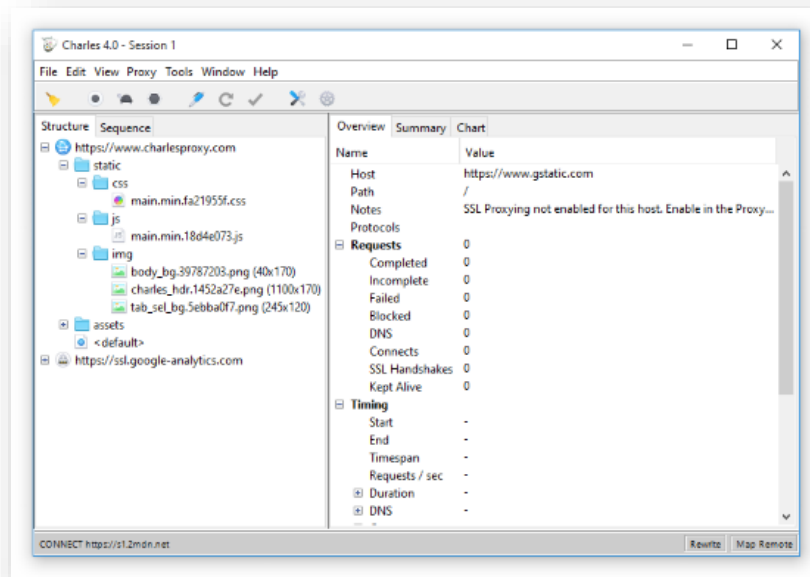 Charles 4.0 - Session 1
File Edit View Proxy Tools Window Help
Structure Sequence
https://www.charlesproxy.com
static
css
main.min.fa21955f.css
js
main.min.18d4e073.js
img
body_bg.39787203.png (40x170)
charles_hdr.1452a27e.png (1100x170)
tab_sel_bg.5ebba0f7.png (245x120)
assets
<default>
https://ssl.google-analytics.com
Overview Summary Chart
Name Value
Host https://www.gstatic.com
Path /
Notes SSL Proxying not enabled for this host. Enable in the Proxy...
Protocols
Requests 0
Completed 0
Incomplete 0
Failed 0
Blocked 0
DNS 0
Connects 0
SSL Handshakes 0
Kept Alive 0
Timing
Start -
End -
Timespan -
Requests / sec -
Duration -
DNS -
CONNECT https://s1.2mdn.net
Rewrite Map Remote